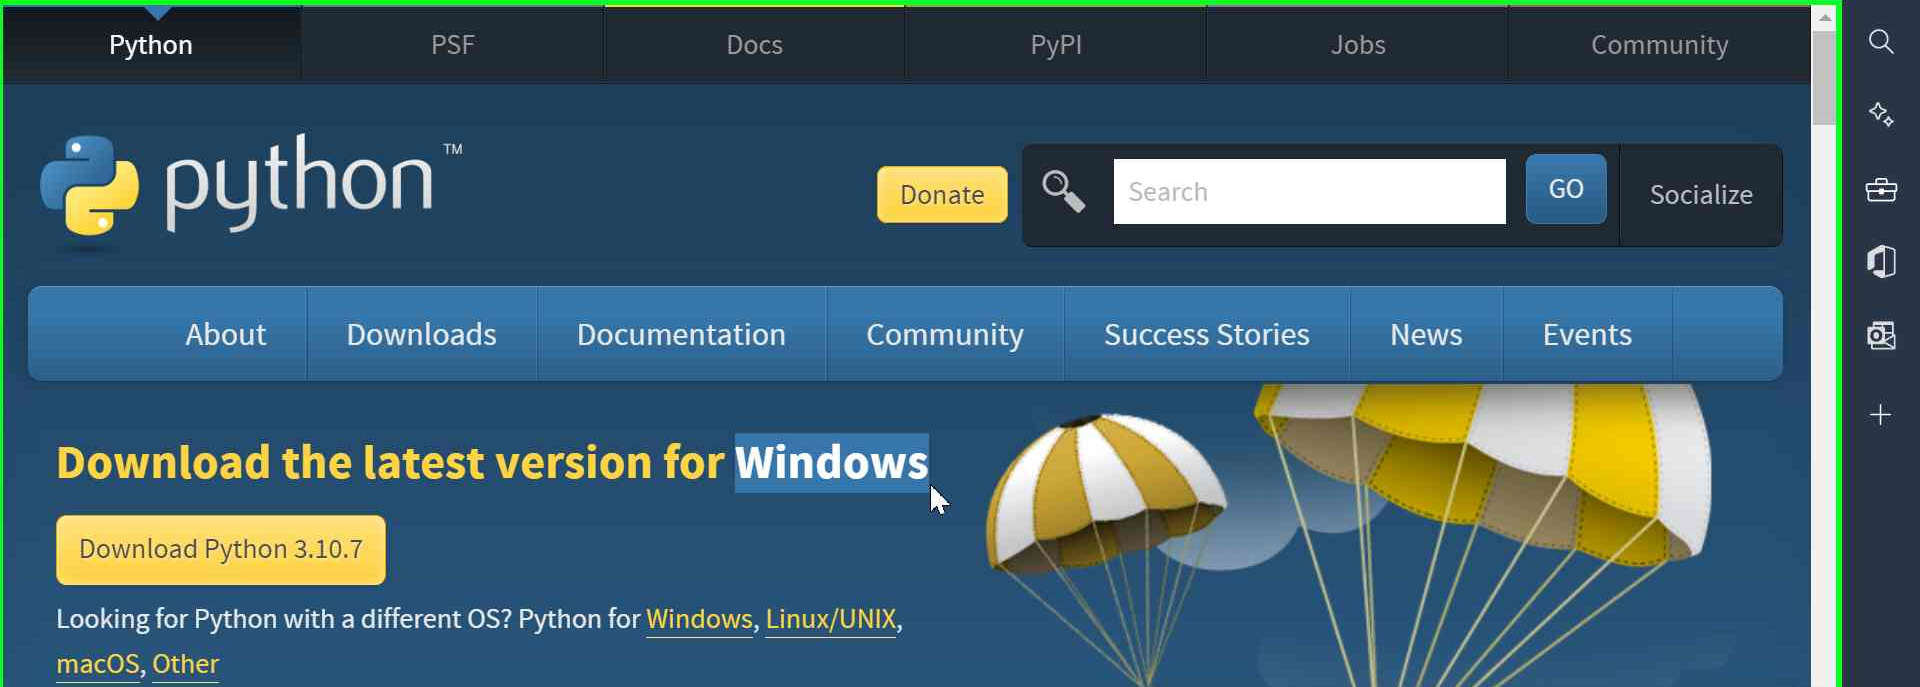 Python PSF Docs PyPI Jobs Community
python™
Donate Search GO Socialize
About Downloads Documentation Community Success Stories News Events
Download the latest version for Windows
Download Python 3.10.7
Looking for Python with a different OS? Python for Windows, Linux/UNIX,
macOS, Other